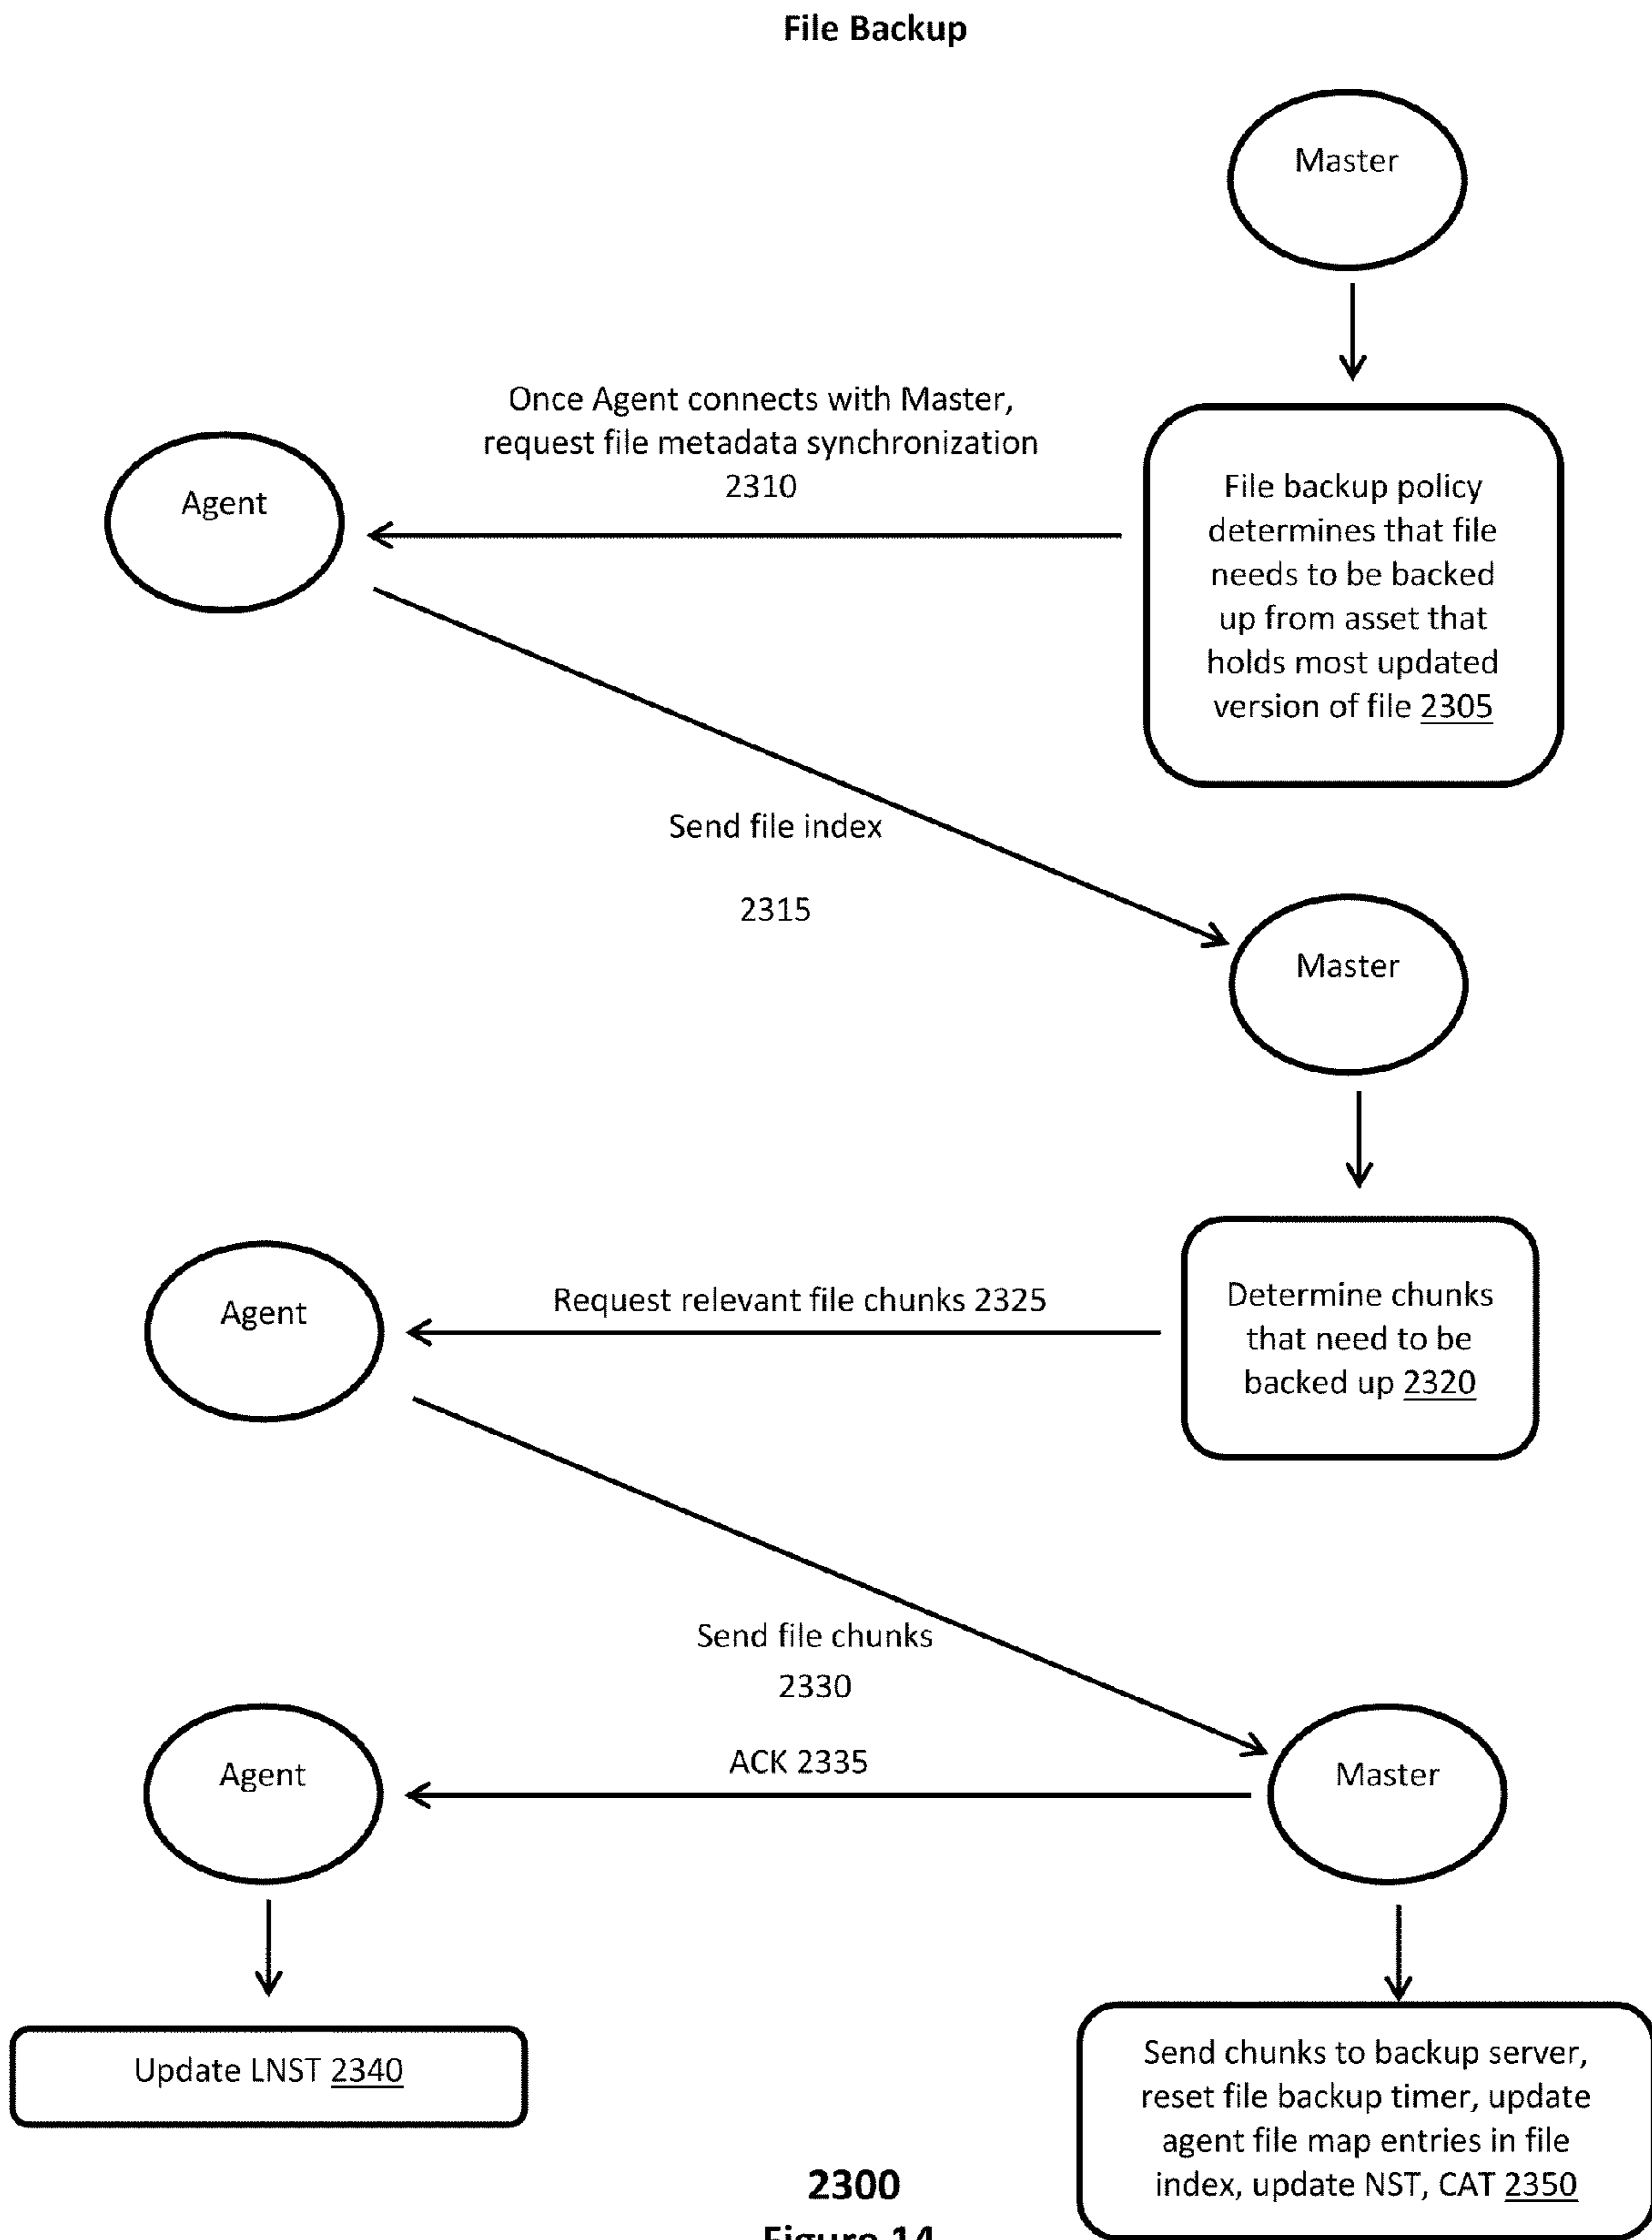 File Backup
Master
Once Agent connects with Master,
request file metadata synchronization
2310
Agent
File backup policy
determines that file
needs to be backed
up from asset that
holds most updated
version of file 2305
Send file index
2315
Master
Agent
Request relevant file chunks 2325
Determine chunks
that need to be
backed up 2320
Send file chunks
2330
Agent
ACK 2335
Master
Update LNST 2340
Send chunks to backup server,
reset file backup timer, update
agent file map entries in file
index, update NST, CAT 2350
2300
Figure 14